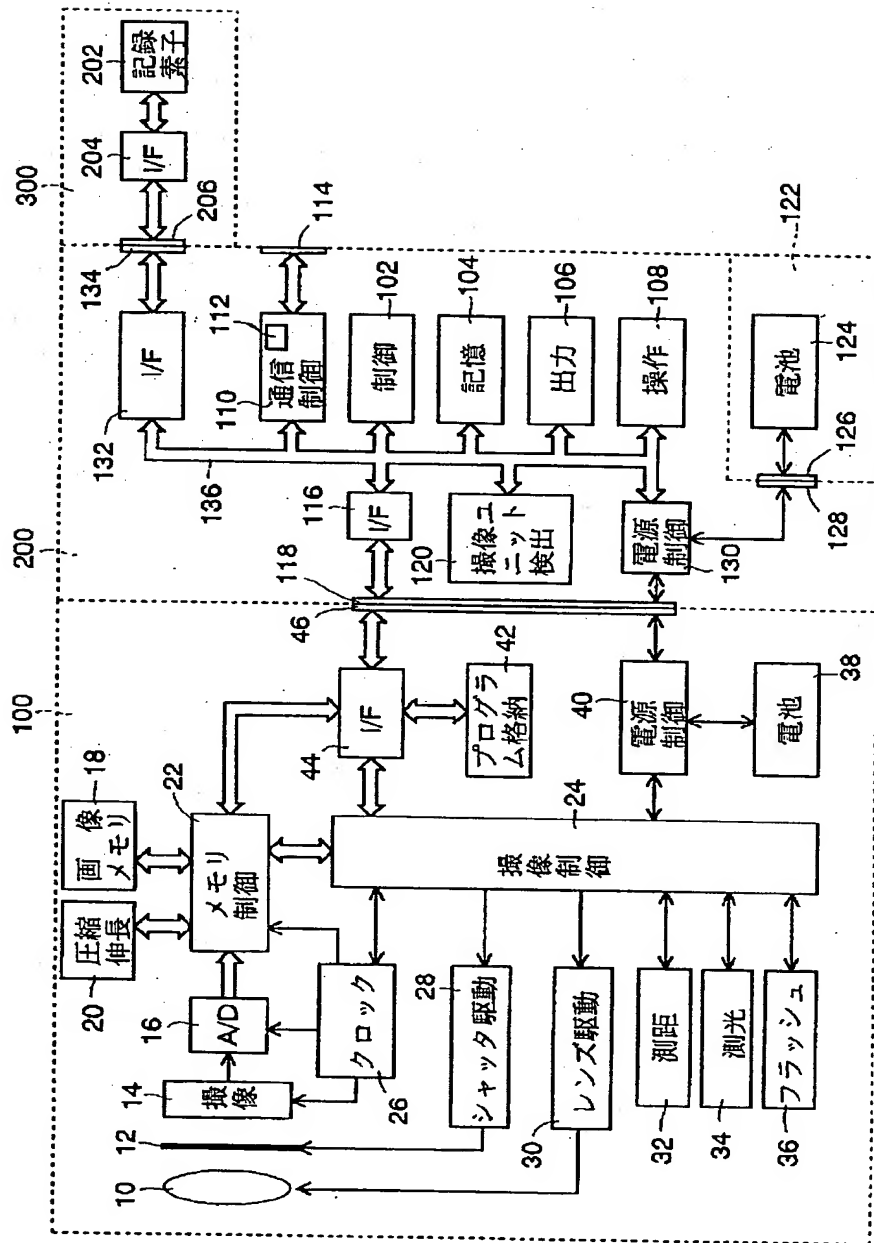 100
10
12
14
撮像
16
A/D
20
圧縮
伸長
18
画像
メモリ
22
メモリ
制御
26
クロック
28
シャッタ駆動
30
レンズ駆動
32
測距
34
測光
36
フラッシュ
24
撮像制御
44
I/F
42
プログラ
ム格納
40
電源
制御
38
電池
46
118
200
116
I/F
120
撮像ユ
ニット
検出
130
電源
制御
136
132
I/F
134
110
通信
制御
112
114
102
制御
104
記憶
106
出力
108
操作
122
124
電池
126
128
300
206
204
I/F
202
記録
素子